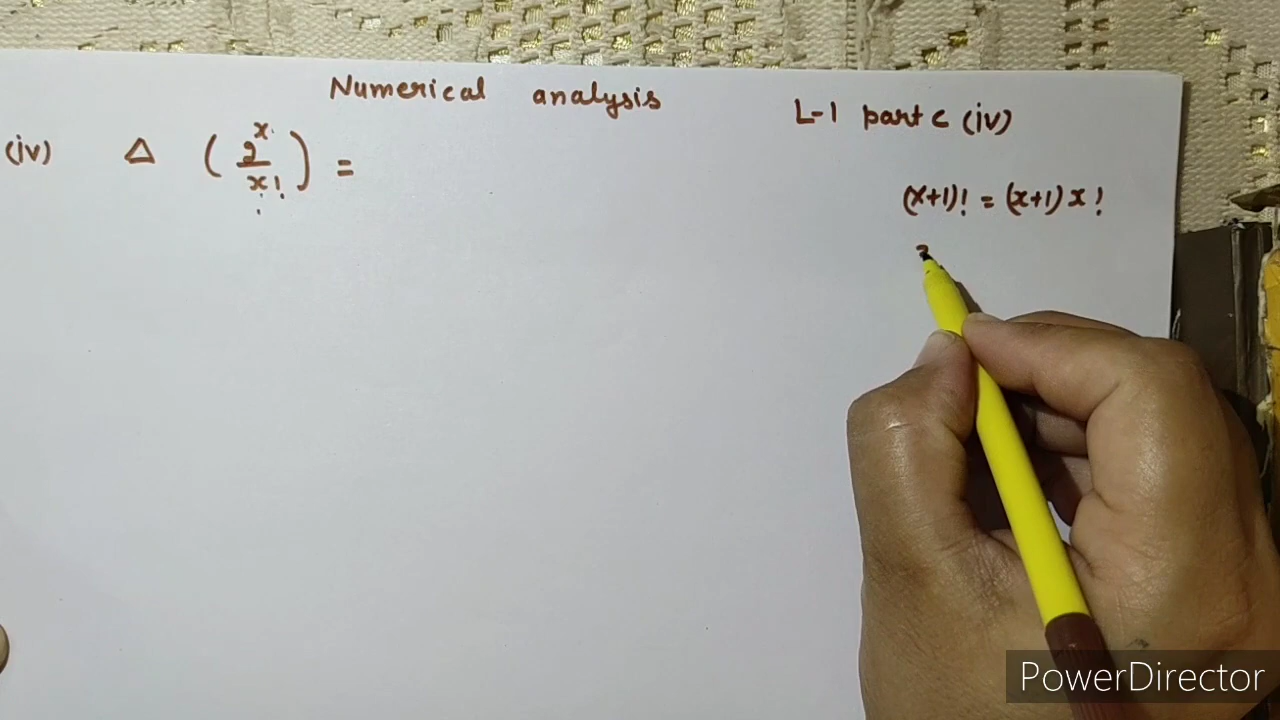 Numerical analysis
L-1 part c (iv)
(iv) Δ (2^x / x!) =
(x+1)! = (x+1) x!
PowerDirector